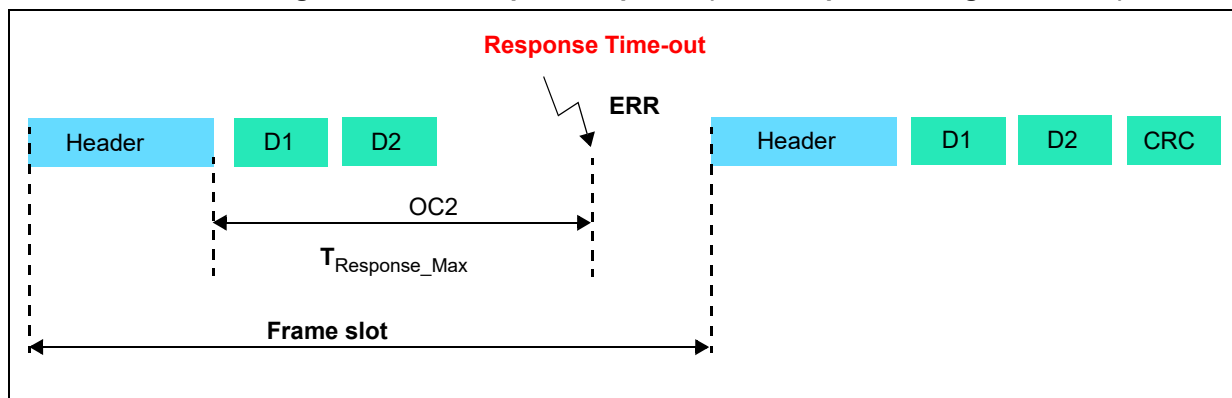 Response Time-out
ERR
Header D1 D2 Header D1 D2 CRC
OC2
TResponse_Max
Frame slot